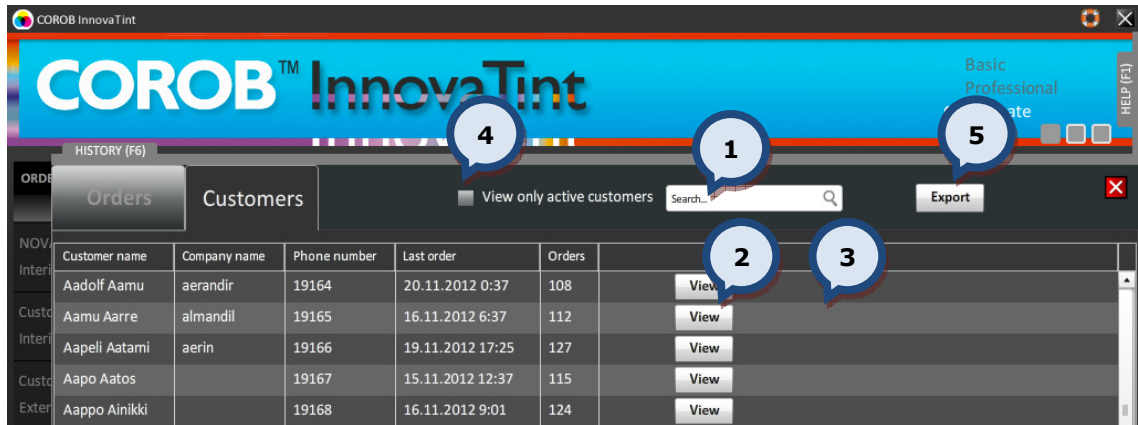 COROB InnovaTint
COROB™ InnovaTint
Basic
Professional
HELP (F1)
4
1
5
HISTORY (F6)
Orders
Customers
View only active customers
Search...
Export
2
3
Customer name Company name Phone number Last order Orders
Aadolf Aamu aerandir 19164 20.11.2012 0:37 108 View
Aamu Aarre almandil 19165 16.11.2012 6:37 112 View
Aapeli Aatami aerin 19166 19.11.2012 17:25 127 View
Aapo Aatos 19167 15.11.2012 12:37 115 View
Aappo Ainikki 19168 16.11.2012 9:01 124 View